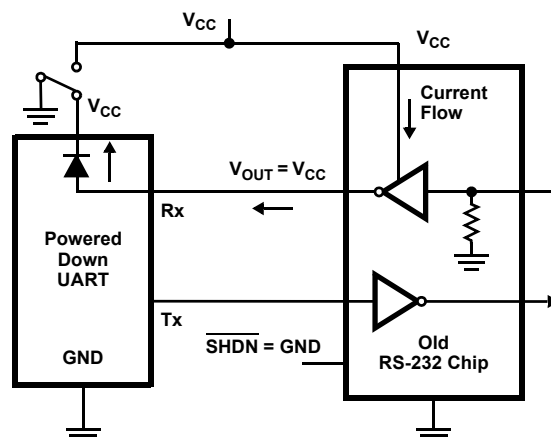 VCC
VCC
VCC
Current
Flow
VOUT = VCC
Rx
Powered
Down
UART
Tx
SHDN = GND
Old
RS-232 Chip
GND